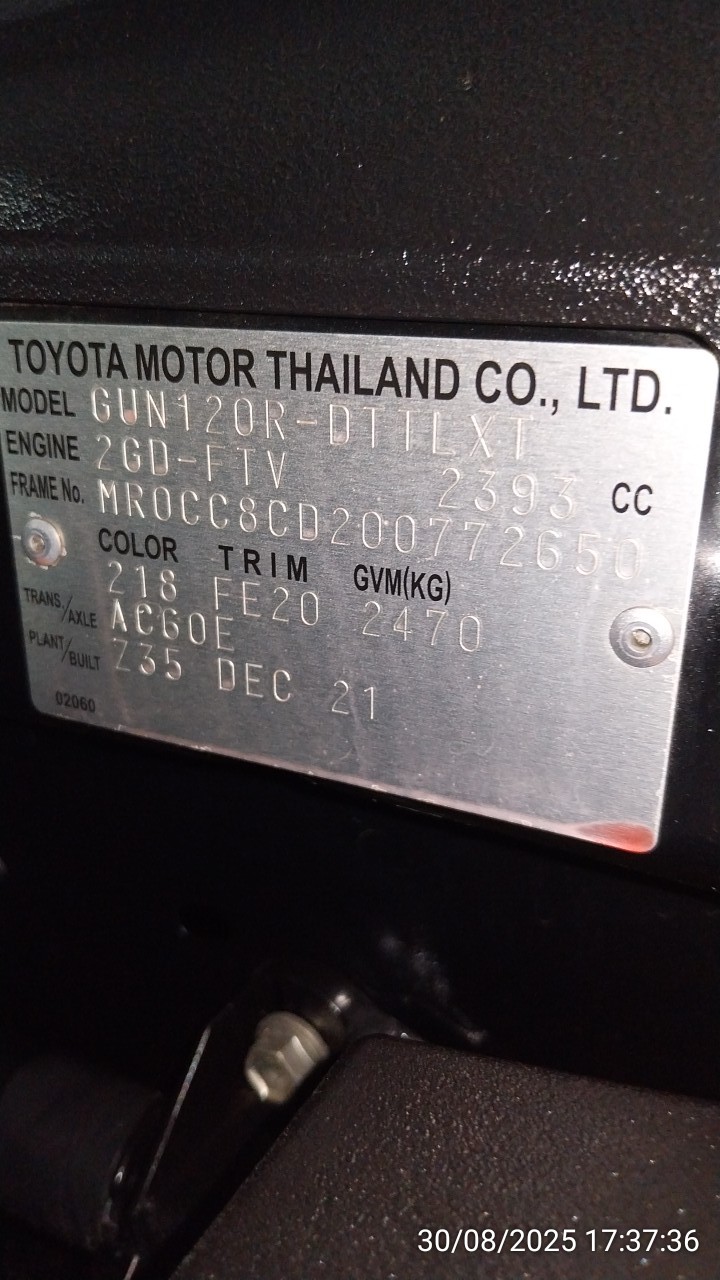 TOYOTA MOTOR THAILAND CO., LTD.
MODEL GUN120R-DTTLXT
ENGINE 2GD-FTV 2393 CC
FRAME No. MR0CC8CD200772650
COLOR TRIM GVM(KG)
218 FE20 2470
TRANS./AXLE AC60E
PLANT/BUILT Z35 DEC 21
02060
30/08/2025 17:37:36